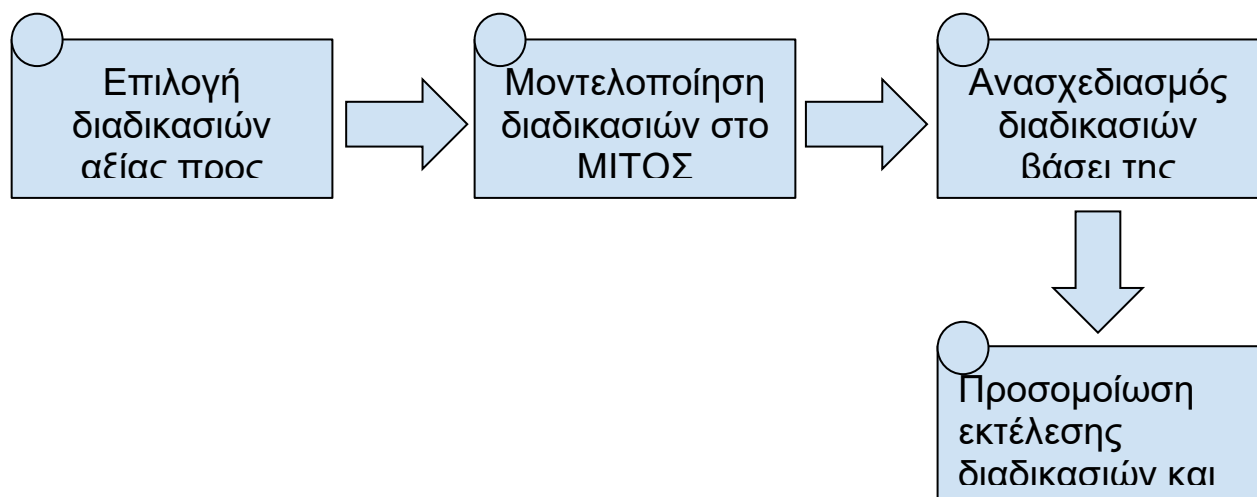 Επιλογή
διαδικασιών
αξίας προς
Μοντελοποίηση
διαδικασιών στο
ΜΙΤΟΣ
Ανασχεδιασμός
διαδικασιών
βάσει της
Προσομοίωση
εκτέλεσης
διαδικασιών και